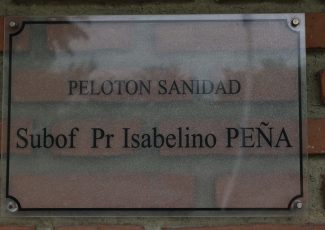 PELOTON SANIDAD
Subof Pr Isabelino PEÑA